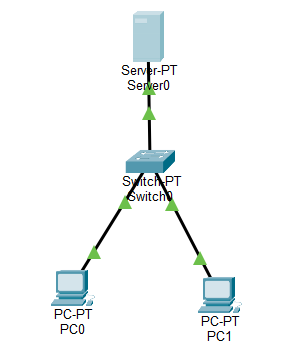 Server-PT
Server0
Switch-PT
Switch0
PC-PT
PC0
PC-PT
PC1